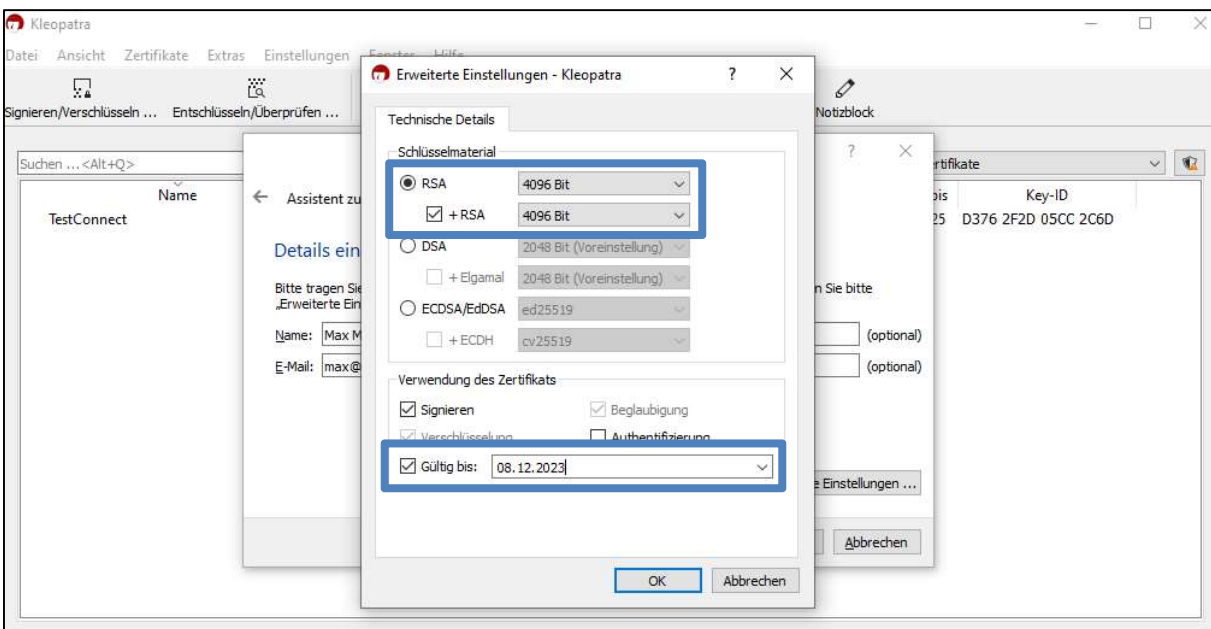 Kleopatra
Datei Ansicht Zertifikate Extras Einstellungen Fenster Hilfe
Signieren/Verschlüsseln ... Entschlüsseln/Überprüfen ... Notizblock
Suchen ...<Alt+Q>
rtifikate
Name
bis
Key-ID
TestConnect
25 D376 2F2D 05CC 2C6D
Assistent zu
Details ein
Bitte tragen Sie
n Sie bitte
„Erweiterte Ein
Name: Max M
(optional)
E-Mail: max@
(optional)
e Einstellungen ...
Abbrechen
Erweiterte Einstellungen - Kleopatra ?
Technische Details
Schlüsselmaterial
RSA 4096 Bit
+ RSA 4096 Bit
DSA 2048 Bit (Voreinstellung)
+ Elgamal 2048 Bit (Voreinstellung)
ECDSA/EdDSA ed25519
+ ECDH cv25519
Verwendung des Zertifikats
Signieren Beglaubigung
Verschlüsselung Authentifizierung
Gültig bis: 08.12.2023
OK Abbrechen